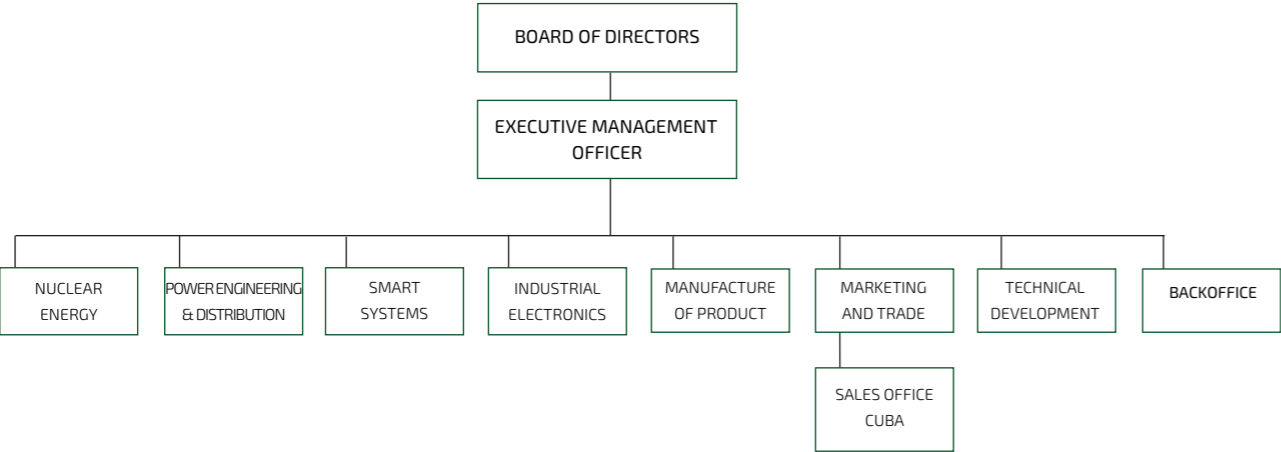 BOARD OF DIRECTORS
EXECUTIVE MANAGEMENT
OFFICER
NUCLEAR
ENERGY
POWER ENGINEERING
& DISTRIBUTION
SMART
SYSTEMS
INDUSTRIAL
ELECTRONICS
MANUFACTURE
OF PRODUCT
MARKETING
AND TRADE
TECHNICAL
DEVELOPMENT
BACKOFFICE
SALES OFFICE
CUBA